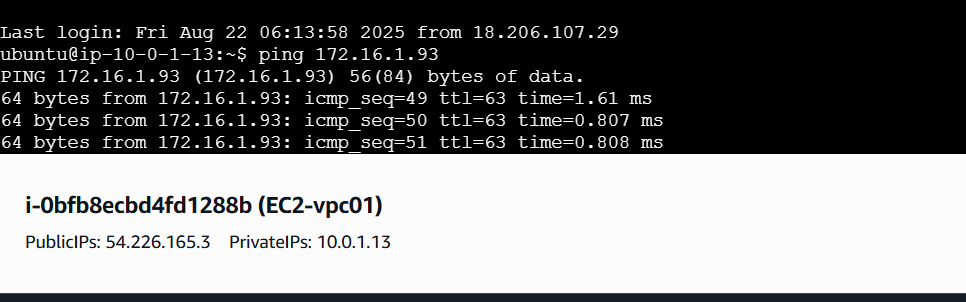 Last login: Fri Aug 22 06:13:58 2025 from 18.206.107.29
ubuntu@ip-10-0-1-13:~$ ping 172.16.1.93
PING 172.16.1.93 (172.16.1.93) 56(84) bytes of data.
64 bytes from 172.16.1.93: icmp_seq=49 ttl=63 time=1.61 ms
64 bytes from 172.16.1.93: icmp_seq=50 ttl=63 time=0.807 ms
64 bytes from 172.16.1.93: icmp_seq=51 ttl=63 time=0.808 ms
i-0bfb8ecbd4fd1288b (EC2-vpc01)
PublicIPs: 54.226.165.3 PrivateIPs: 10.0.1.13